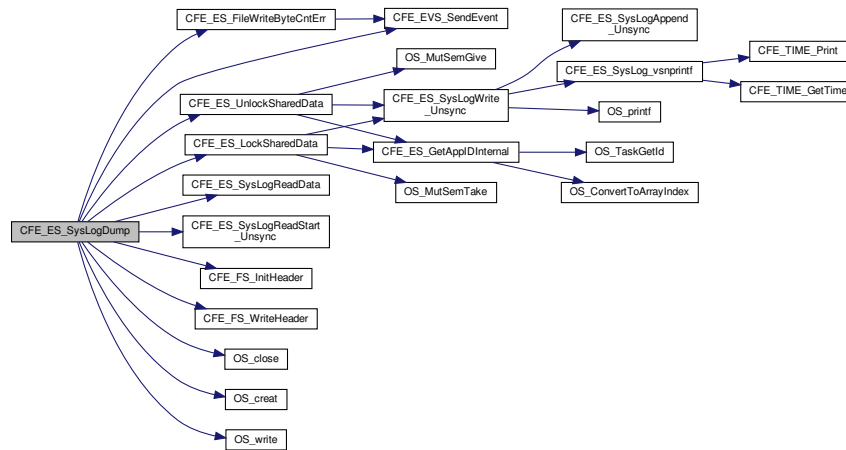 CFE_ES_SysLogDump
CFE_ES_FileWriteByteCntErr
CFE_EVS_SendEvent
CFE_ES_UnlockSharedData
CFE_ES_LockSharedData
CFE_ES_SysLogReadData
CFE_ES_SysLogReadStart
_Unsync
CFE_FS_InitHeader
CFE_FS_WriteHeader
OS_close
OS_creat
OS_write
OS_MutSemGive
CFE_ES_SysLogWrite
_Unsync
CFE_ES_GetAppIDInternal
OS_MutSemTake
CFE_ES_SysLogAppend
_Unsync
CFE_ES_SysLog_vsnprintf
OS_printf
OS_TaskGetId
OS_ConvertToArrayIndex
CFE_TIME_Print
CFE_TIME_GetTime